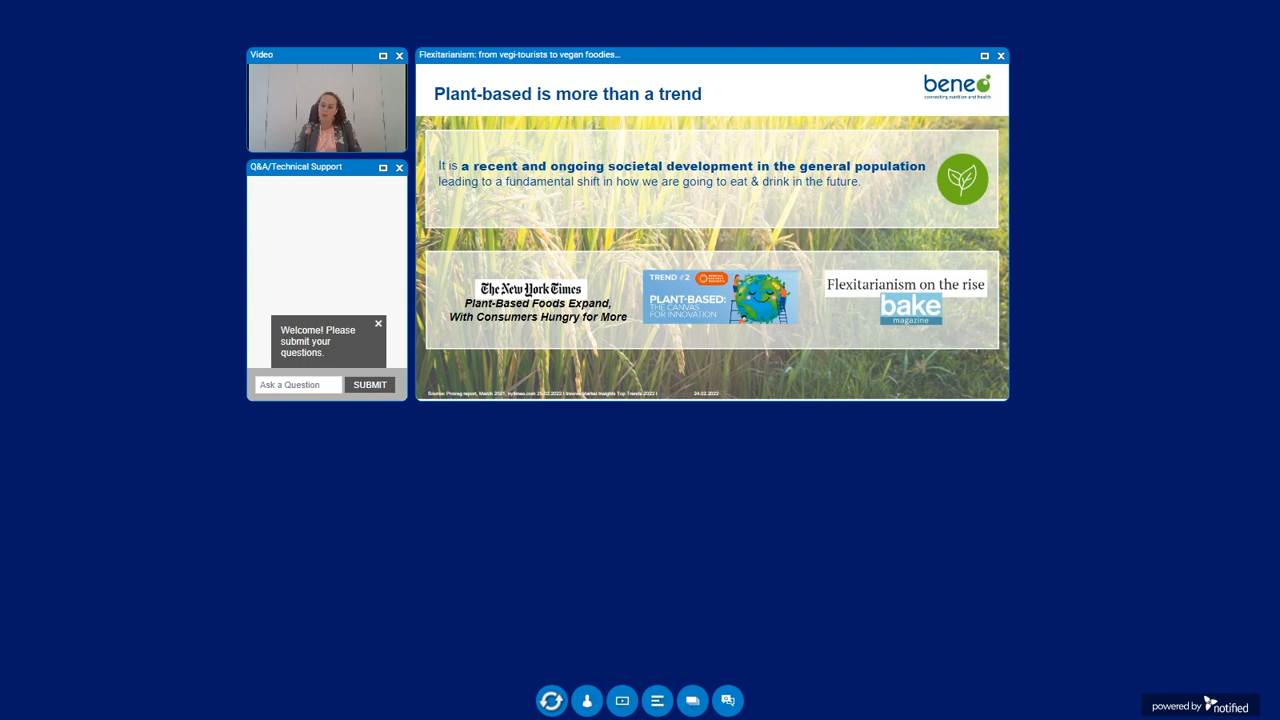 Video
Flexitarianism: from vegi-tourists to vegan foodies...
Plant-based is more than a trend
beneo
connecting nutrition and health
It is a recent and ongoing societal development in the general population
leading to a fundamental shift in how we are going to eat & drink in the future.
The New York Times
Plant-Based Foods Expand,
With Consumers Hungry for More
TREND #2
PLANT-BASED:
THE CANVAS
FOR INNOVATION
Flexitarianism on the rise
bake
magazine
24.02.2022
Q&A/Technical Support
Welcome! Please
submit your
questions.
Ask a Question
SUBMIT
powered by notified